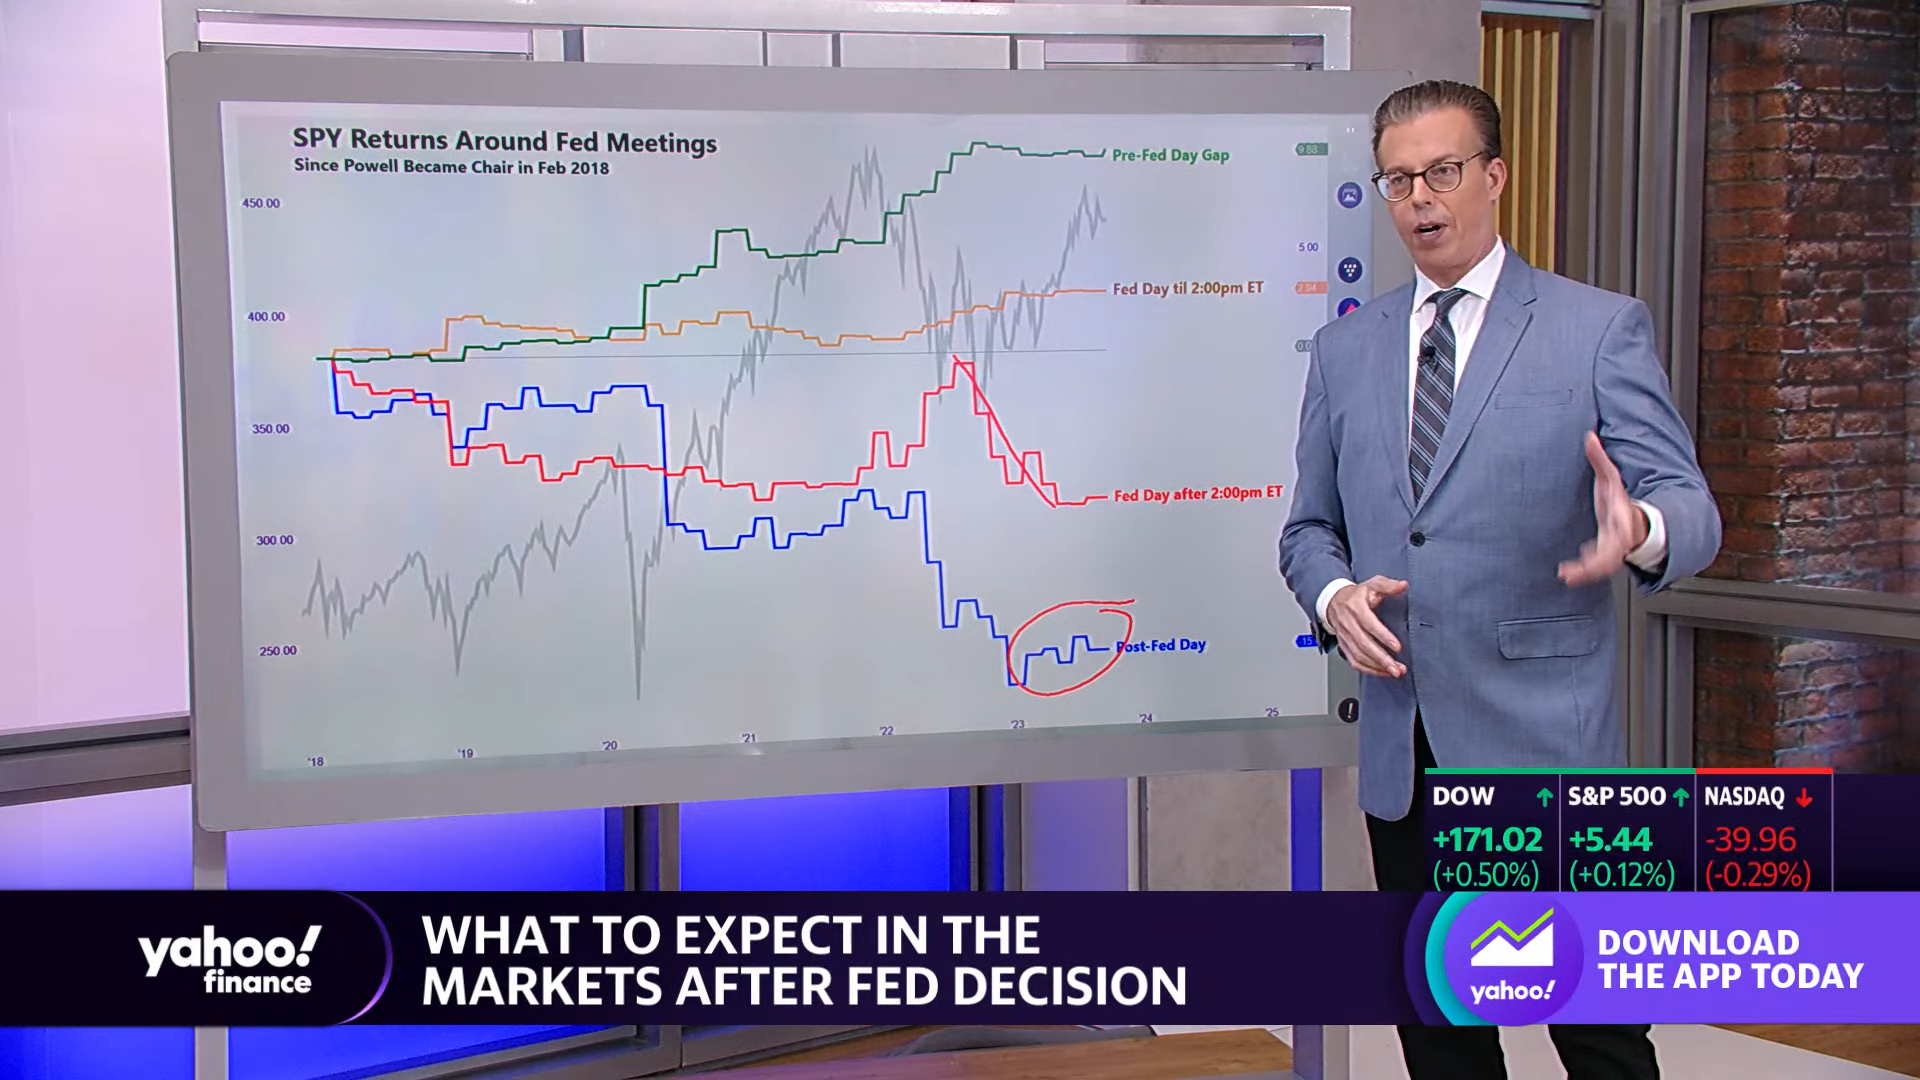 SPY Returns Around Fed Meetings
Since Powell Became Chair in Feb 2018
Pre-Fed Day Gap
9.88
450.00
5.00
Fed Day til 2:00pm ET
2.94
400.00
350.00
Fed Day after 2:00pm ET
300.00
250.00
Post-Fed Day
'18
'19
'20
'21
'22
'23
'24
'25
DOW
+171.02
(+0.50%)
S&P 500
+5.44
(+0.12%)
NASDAQ
-39.96
(-0.29%)
yahoo!
finance
WHAT TO EXPECT IN THE
MARKETS AFTER FED DECISION
yahoo!
DOWNLOAD
THE APP TODAY